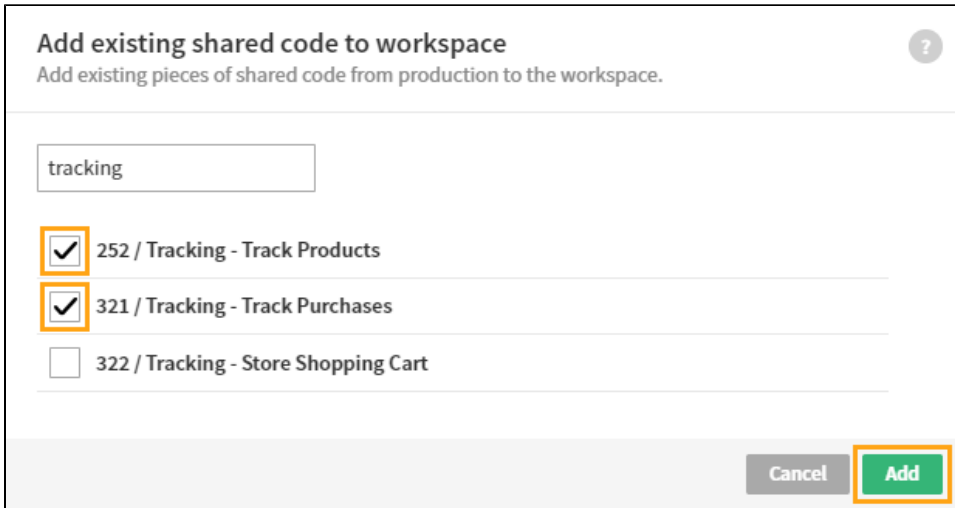 Add existing shared code to workspace
?
Add existing pieces of shared code from production to the workspace.
tracking
252 / Tracking - Track Products
321 / Tracking - Track Purchases
322 / Tracking - Store Shopping Cart
Cancel
Add